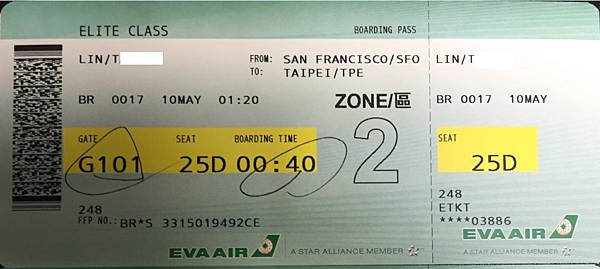 ELITE CLASS
BOARDING PASS
LIN/T
FROM: SAN FRANCISCO/SFO
TO: TAIPEI/TPE
BR 0017 10MAY 01:20
ZONE/區
2
GATE SEAT BOARDING TIME
G101 25D 00:40
248
FFP NO.: BR*S 3315019492CE
EVA AIR
A STAR ALLIANCE MEMBER
LIN/T
BR 0017 10MAY
SEAT
25D
248
ETKT
****03886
EVA AIR
A STAR ALLIANCE MEMBER